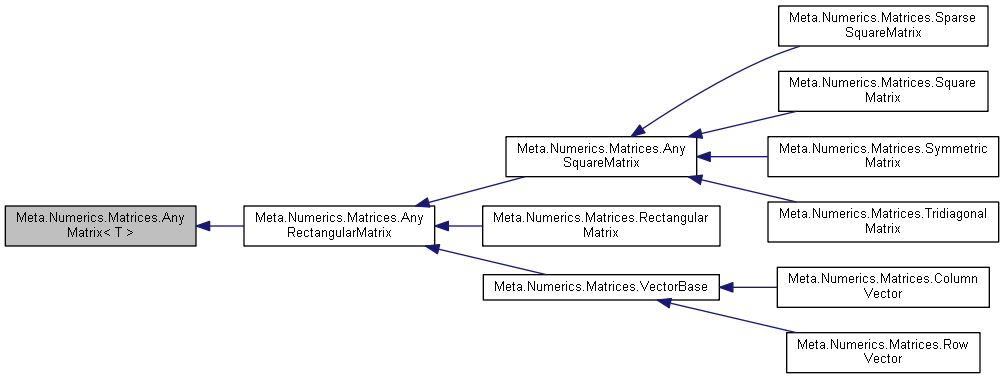 Meta.Numerics.Matrices.Any
Matrix< T >
Meta.Numerics.Matrices.Any
RectangularMatrix
Meta.Numerics.Matrices.Any
SquareMatrix
Meta.Numerics.Matrices.Rectangular
Matrix
Meta.Numerics.Matrices.VectorBase
Meta.Numerics.Matrices.Sparse
SquareMatrix
Meta.Numerics.Matrices.Square
Matrix
Meta.Numerics.Matrices.Symmetric
Matrix
Meta.Numerics.Matrices.Tridiagonal
Matrix
Meta.Numerics.Matrices.Column
Vector
Meta.Numerics.Matrices.Row
Vector